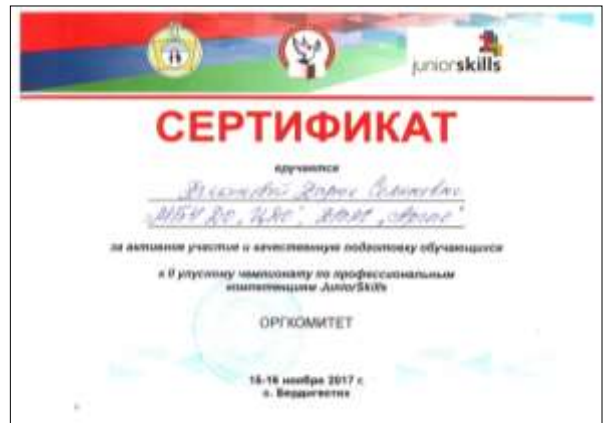 juniorskills
СЕРТИФИКАТ
вручается
за активное участие и качественную подготовку обучающихся
к II улусному чемпионату по профессиональным
компетенциям JuniorSkills
ОРГКОМИТЕТ
15-16 ноября 2017 г.
с. Бердигестях